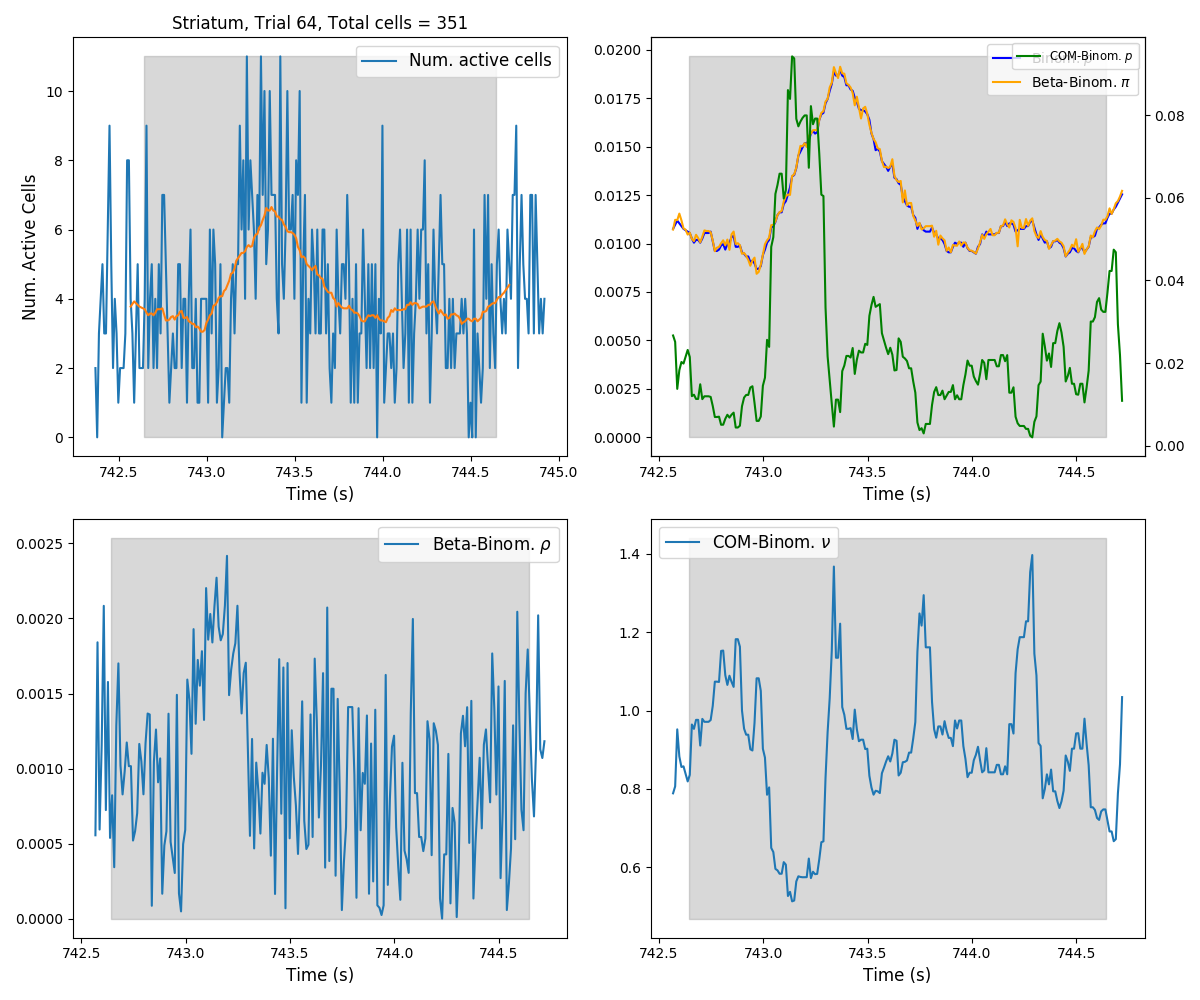 Striatum, Trial 64, Total cells = 351
Num. active cells
Num. Active Cells
0
2
4
6
8
10
742.5 743.0 743.5 744.0 744.5 745.0
Time (s)
COM-Binom. p
Binom. p
Beta-Binom. π
0.0200
0.0175
0.0150
0.0125
0.0100
0.0075
0.0050
0.0025
0.0000
0.08
0.06
0.04
0.02
0.00
742.5 743.0 743.5 744.0 744.5
Time (s)
Beta-Binom. ρ
0.0025
0.0020
0.0015
0.0010
0.0005
0.0000
742.5 743.0 743.5 744.0 744.5
Time (s)
COM-Binom. ν
1.4
1.2
1.0
0.8
0.6
742.5 743.0 743.5 744.0 744.5
Time (s)